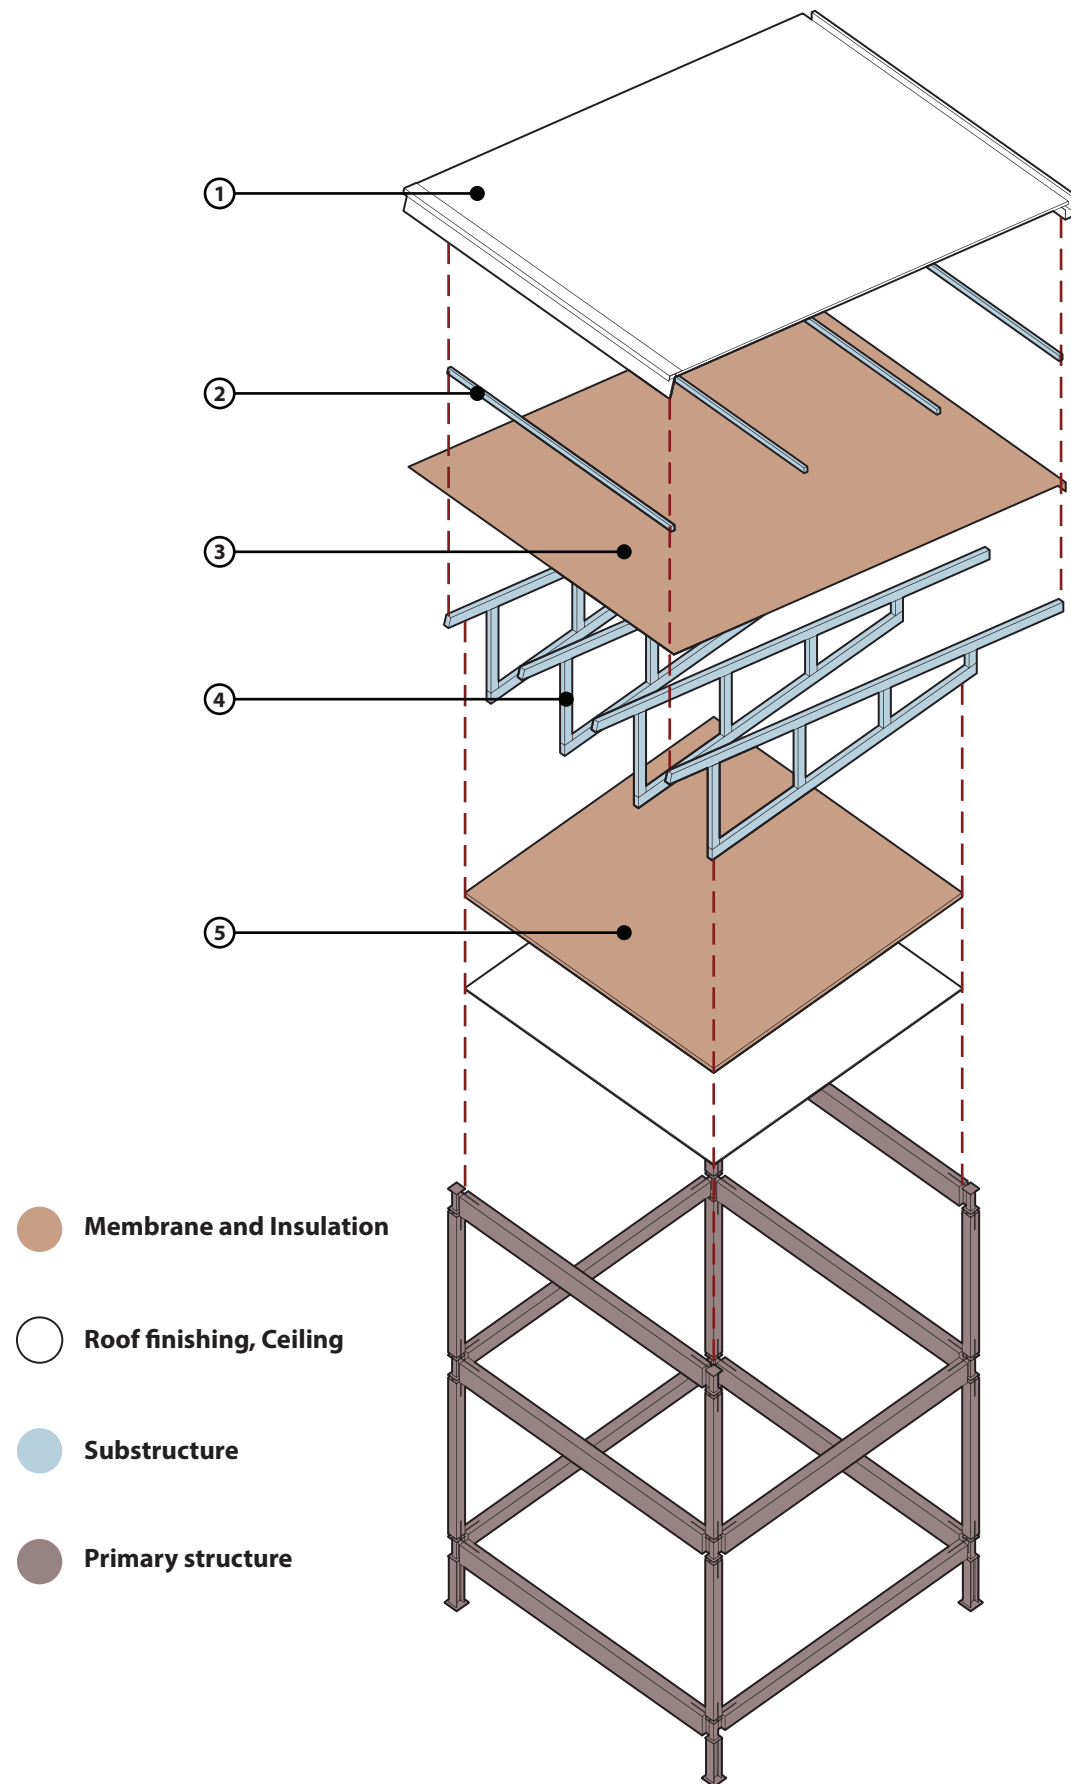 1
2
3
4
5
Membrane and Insulation
Roof finishing, Ceiling
Substructure
Primary structure